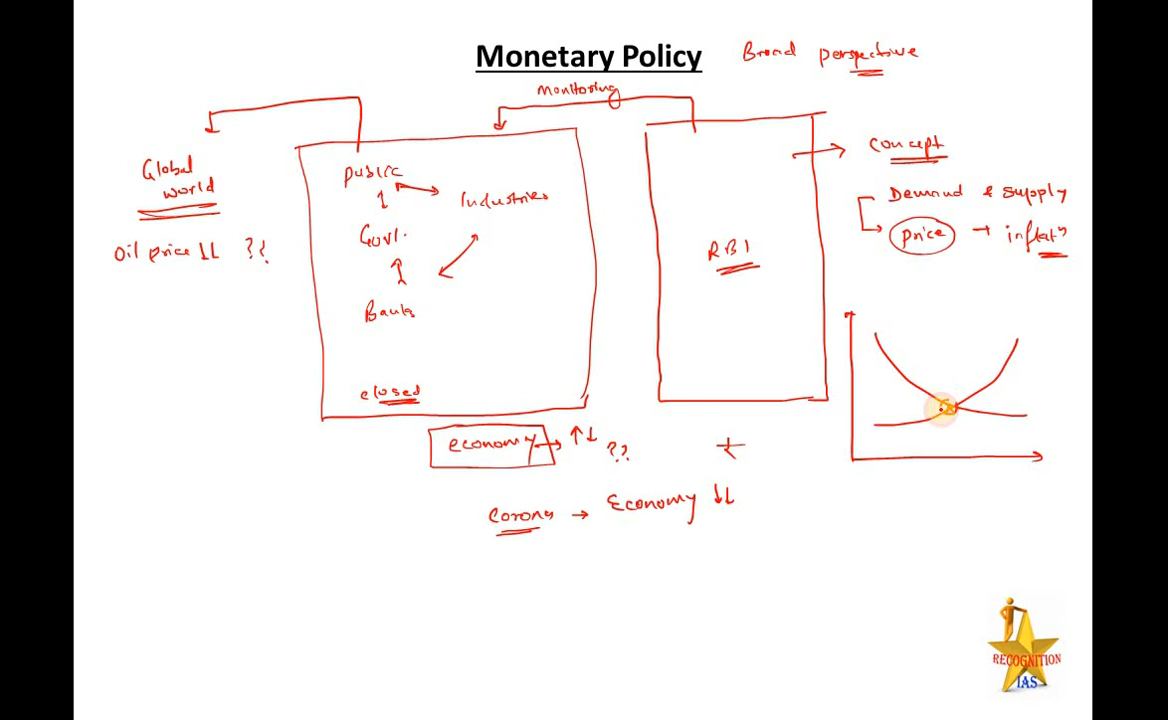 Monetary Policy
Broad perspective
Monitoring
Global
world
Oil price ↓↓ ??
public
Industries
Govt.
Banks
closed
RBI
concept
Demand & supply
price → inflatn
economy → ↑↓ ??
Corona → Economy ↓↓
RECOGNITION
IAS